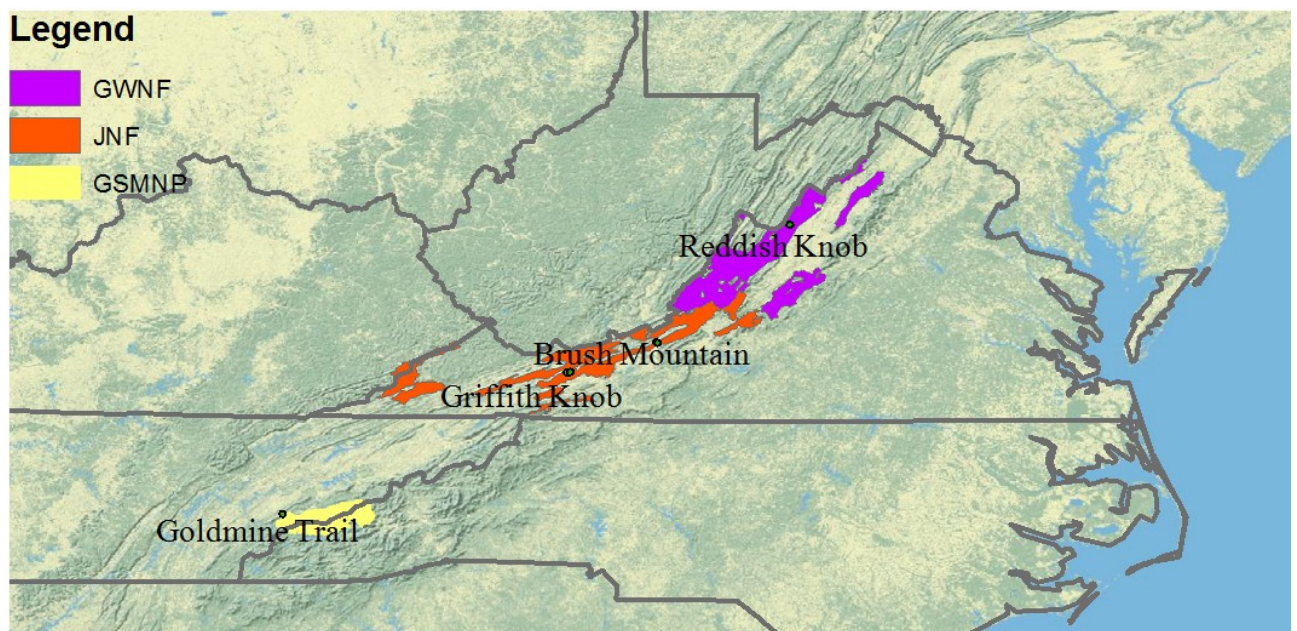 Legend
GWNF
JNF
GSMNP
Reddish Knob
Brush Mountain
Griffith Knob
Goldmine Trail